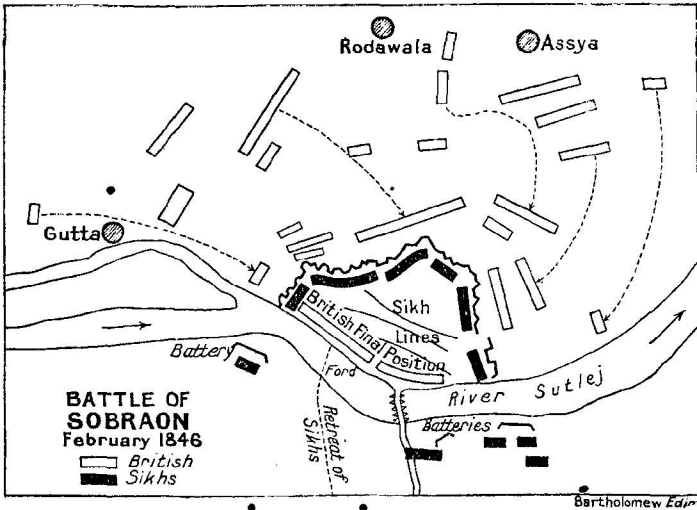 Rodawala
Assya
Gutta
Sikh
Lines
British Final Position
Battery
Ford
River Sutlej
Retreat of
Sikhs
Batteries
BATTLE OF
SOBRAON
February 1846
British
Sikhs
Bartholomew